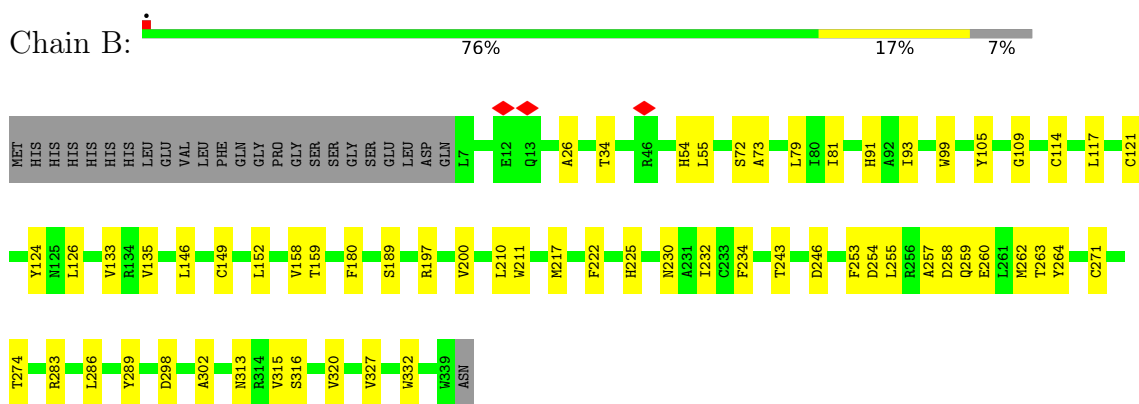 Chain B:
76% 17% 7%
MET HIS HIS HIS HIS HIS HIS LEU GLU VAL LEU PHE GLN GLY PRO GLY SER SER GLY SER GLU LEU ASP GLN L7 E12 Q13 A26 T34 R46 H54 L55 S72 A73 L79 I80 I81 H91 A92 I93 W99 Y105 G109 C114 L117 C121
Y124 N125 L126 V133 R134 V135 L146 C149 L152 V158 T159 F180 S189 R197 V200 L210 W211 M217 F222 H225 N230 A231 I232 C233 F234 T243 D246 F253 D254 L255 R256 A257 D258 Q259 E260 L261 M262 T263 Y264 C271
T274 R283 L286 Y289 D298 A302 N313 R314 V315 S316 V320 V327 W332 W339 ASN